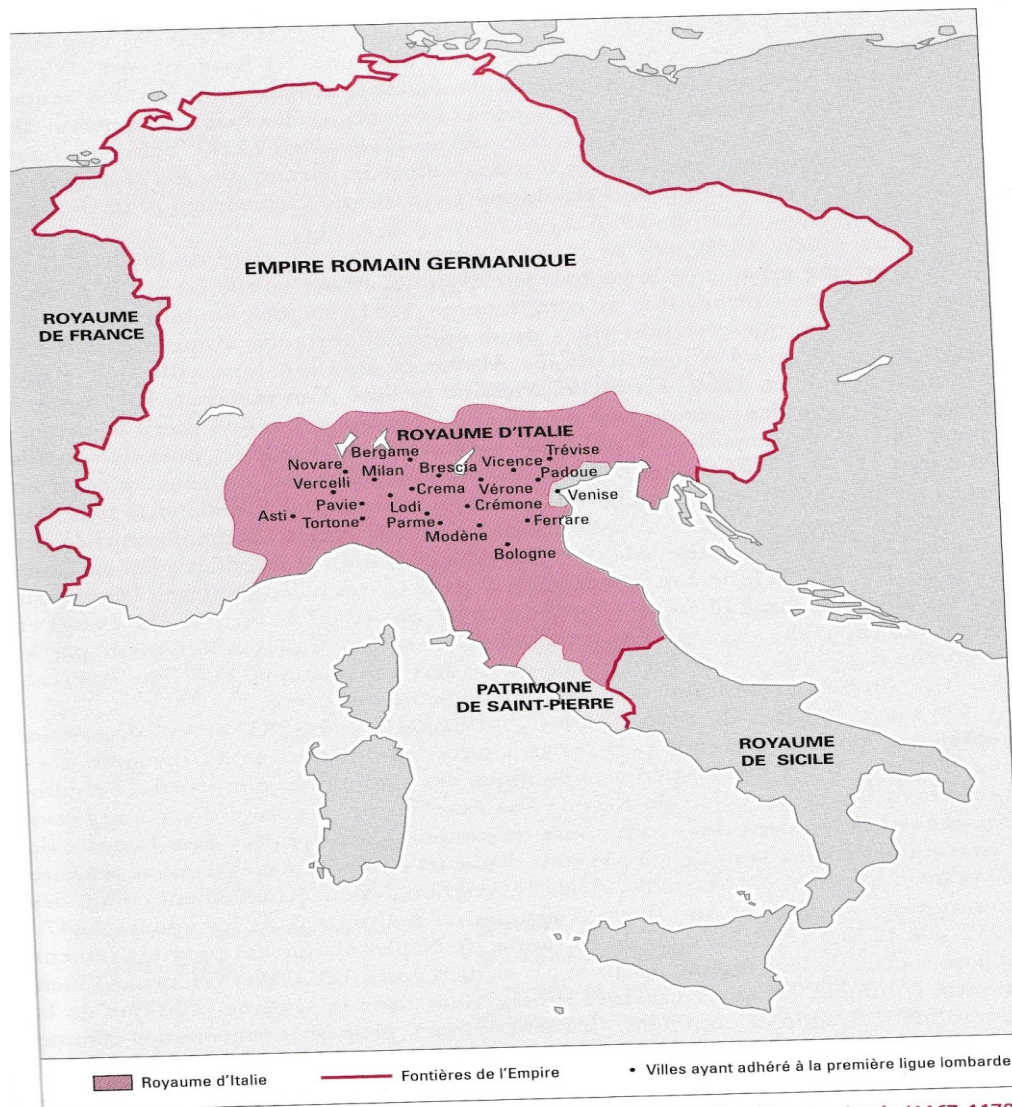 EMPIRE ROMAIN GERMANIQUE
ROYAUME
DE FRANCE
ROYAUME D'ITALIE
Bergame
Trévise
Novare
Milan
Brescia
Vicence
Padoue
Vercelli
Crema
Vérone
Venise
Pavie
Lodi
Crémone
Asti
Tortone
Parme
Ferrare
Modène
Bologne
PATRIMOINE
DE SAINT-PIERRE
ROYAUME
DE SICILE
Royaume d'Italie
Fontières de l'Empire
• Villes ayant adhéré à la première ligue lombarde